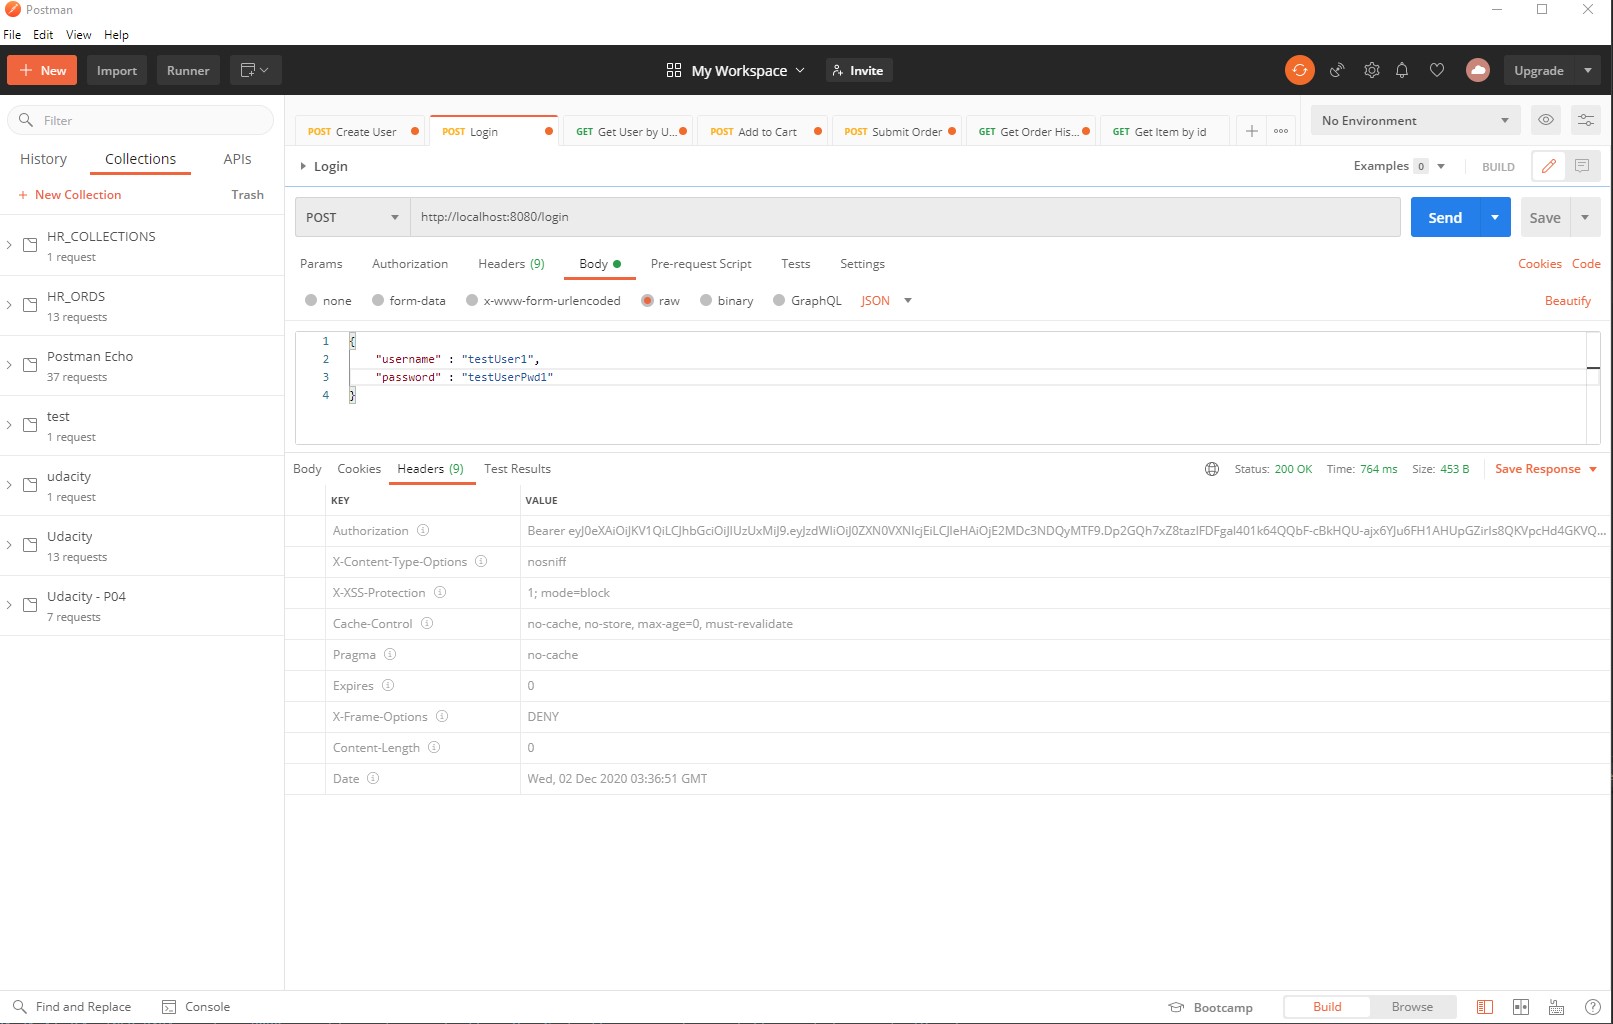 Postman
File Edit View Help
+ New Import Runner My Workspace Invite Upgrade
Filter
History Collections APIs
+ New Collection Trash
HR_COLLECTIONS
1 request
HR_ORDS
13 requests
Postman Echo
37 requests
test
1 request
udacity
1 request
Udacity
13 requests
Udacity - P04
7 requests
POST Create User POST Login GET Get User by U... POST Add to Cart POST Submit Order GET Get Order His... GET Get Item by id + ooo No Environment
Login Examples 0 BUILD
POST http://localhost:8080/login Send Save
Params Authorization Headers (9) Body Pre-request Script Tests Settings Cookies Code
none form-data x-www-form-urlencoded raw binary GraphQL JSON Beautify
1 {
2 "username" : "testUser1",
3 "password" : "testUserPwd1"
4 }
Body Cookies Headers (9) Test Results Status: 200 OK Time: 764 ms Size: 453 B Save Response
KEY VALUE
Authorization Bearer
X-Content-Type-Options nosniff
X-XSS-Protection 1; mode=block
Cache-Control no-cache, no-store, max-age=0, must-revalidate
Pragma no-cache
Expires 0
X-Frame-Options DENY
Content-Length 0
Date Wed, 02 Dec 2020 03:36:51 GMT
Find and Replace Console Bootcamp Build Browse